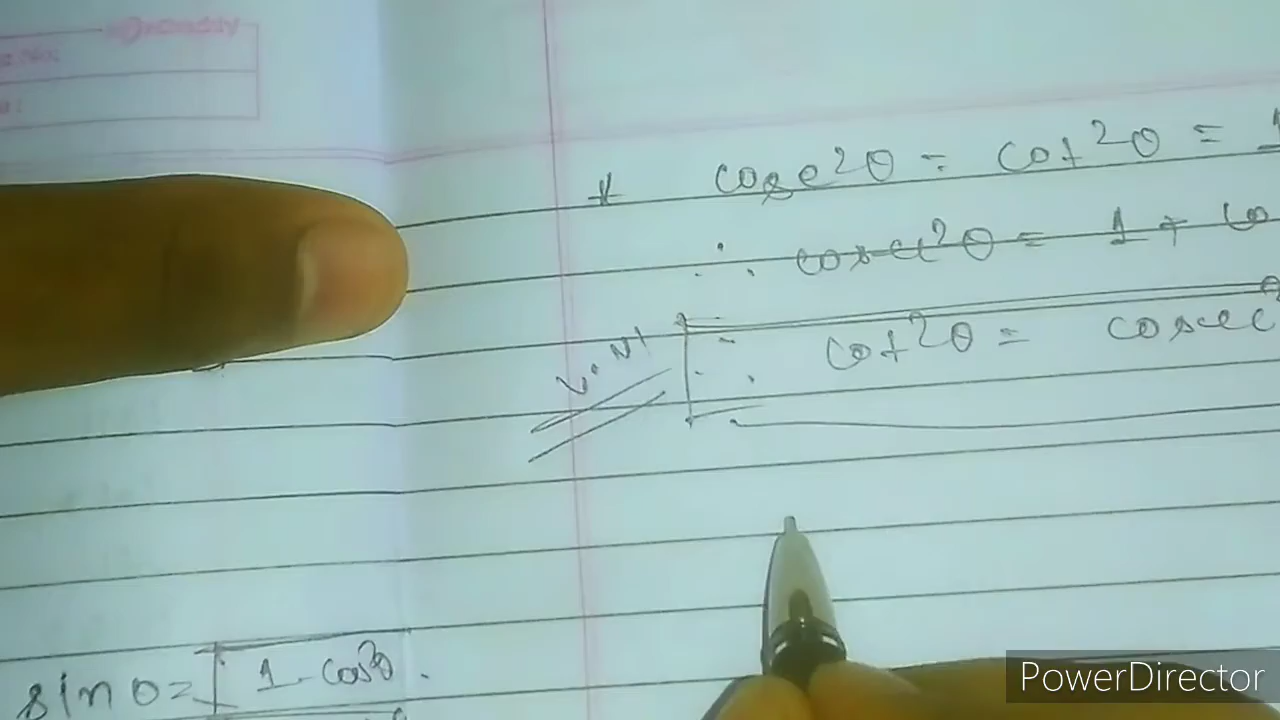 * cosec²θ = cot²θ = 1
∴ cosec²θ = 1 + co
∴ cot²θ = cosec
sin θ = √1 - cos²θ.
PowerDirector